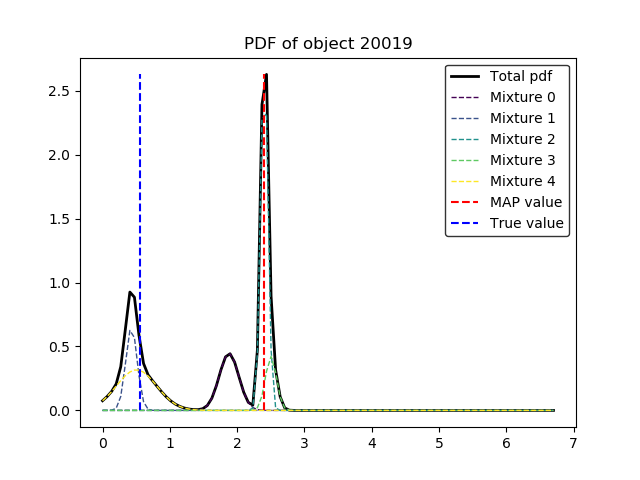 PDF of object 20019
Total pdf
Mixture 0
Mixture 1
Mixture 2
Mixture 3
Mixture 4
MAP value
True value
2.5
2.0
1.5
1.0
0.5
0.0
0 1 2 3 4 5 6 7